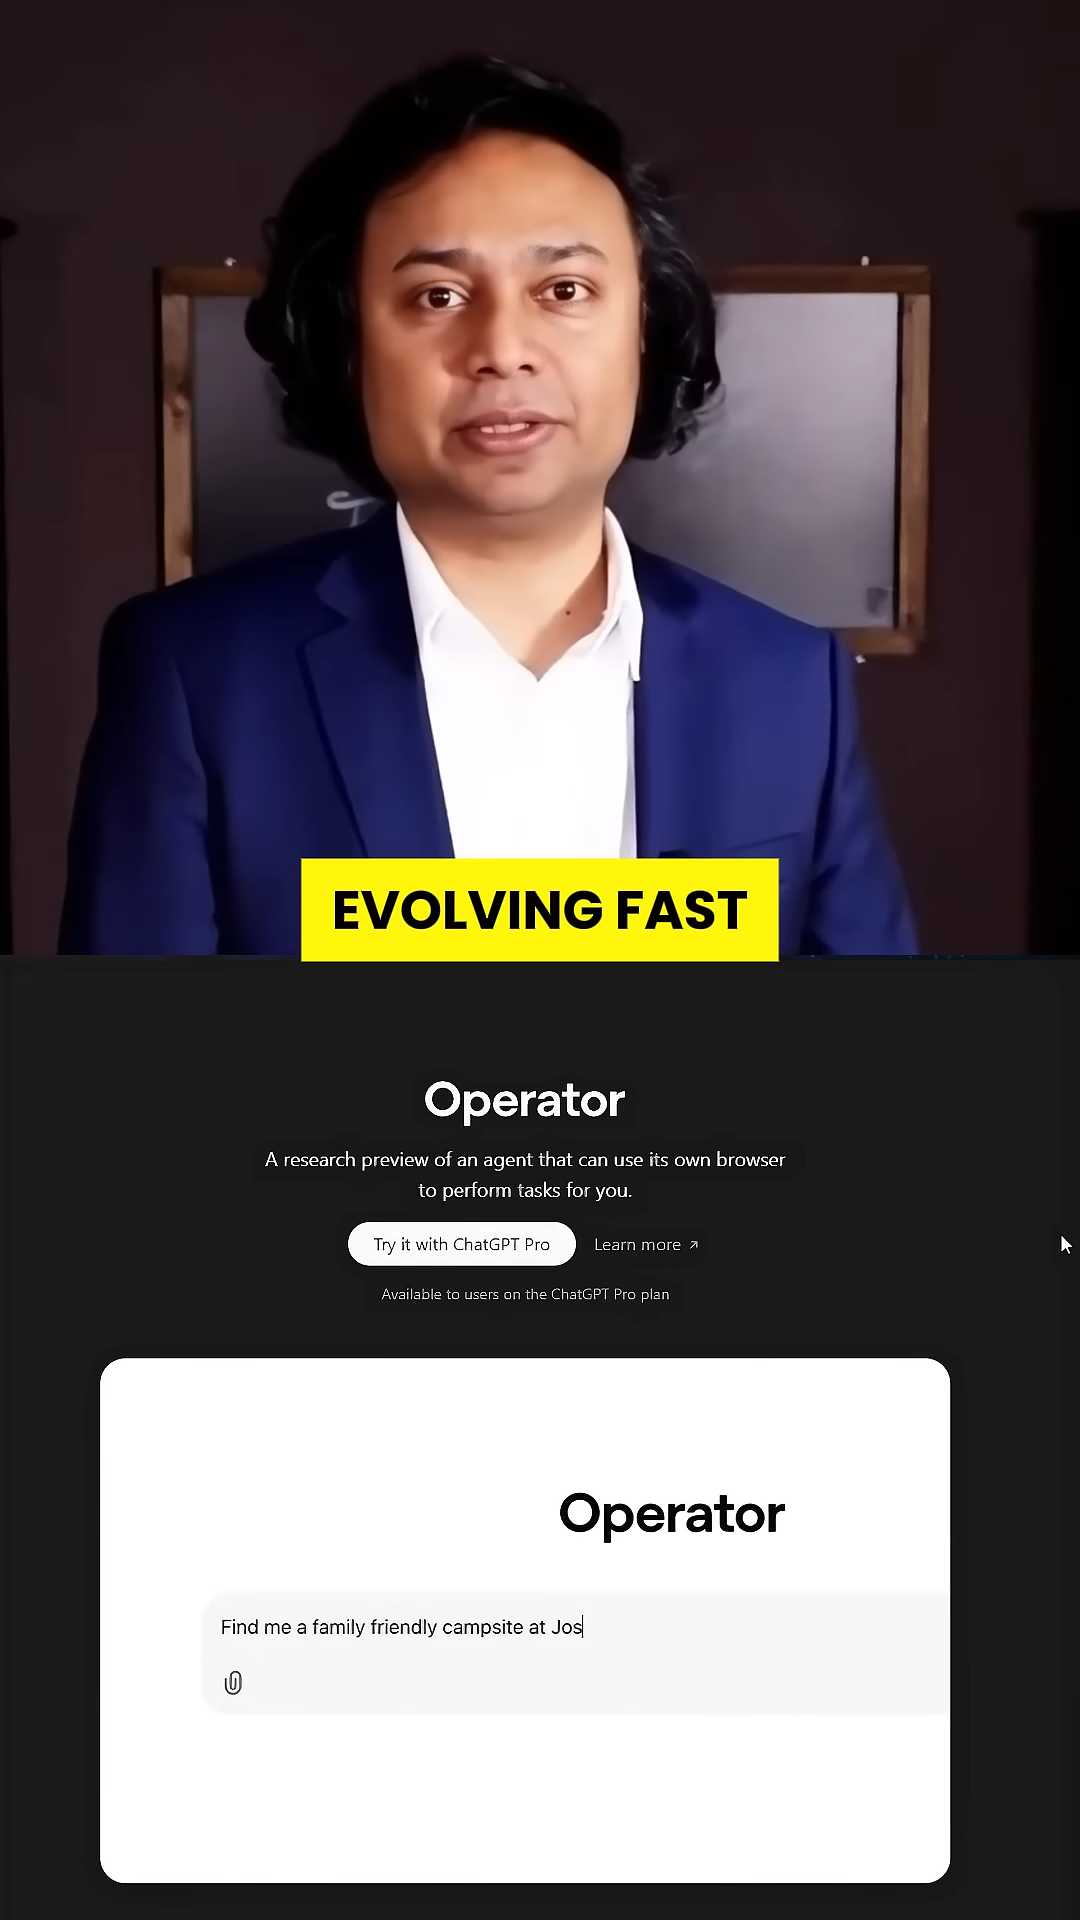 EVOLVING FAST
Operator
A research preview of an agent that can use its own browser
to perform tasks for you.
Try it with ChatGPT Pro
Learn more ↗
Available to users on the ChatGPT Pro plan
Operator
Find me a family friendly campsite at Jos